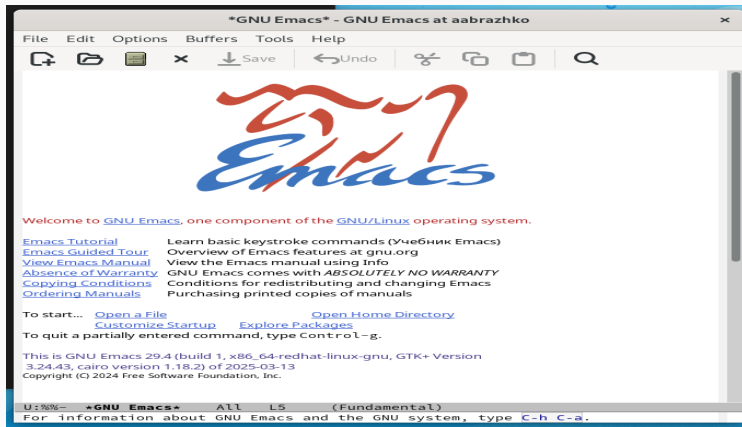 *GNU Emacs* - GNU Emacs at aabrazhko ×
File Edit Options Buffers Tools Help
Save Undo
Emacs
Welcome to GNU Emacs, one component of the GNU/Linux operating system.
Emacs Tutorial Learn basic keystroke commands (Учебник Emacs)
Emacs Guided Tour Overview of Emacs features at gnu.org
View Emacs Manual View the Emacs manual using Info
Absence of Warranty GNU Emacs comes with ABSOLUTELY NO WARRANTY
Copying Conditions Conditions for redistributing and changing Emacs
Ordering Manuals Purchasing printed copies of manuals
To start... Open a File Open Home Directory
Customize Startup Explore Packages
To quit a partially entered command, type Control-g.
This is GNU Emacs 29.4 (build 1, x86_64-redhat-linux-gnu, GTK+ Version
3.24.43, cairo version 1.18.2) of 2025-03-13
Copyright (C) 2024 Free Software Foundation, Inc.
U:%%- *GNU Emacs* All L5 (Fundamental)
For information about GNU Emacs and the GNU system, type C-h C-a.